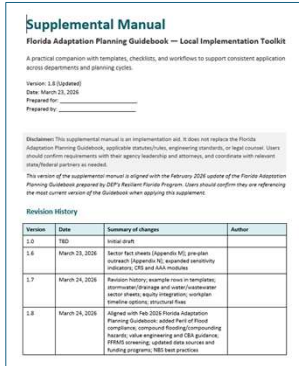 Supplemental Manual
Florida Adaptation Planning Guidebook — Local Implementation Toolkit
A practical companion with templates, checklists, and workflows to support consistent application
across departments and planning cycles.
Version: 1.8 (Updated)
Date: March 23, 2026
Prepared for: ____________________
Prepared by: ____________________
Disclaimer: This supplemental manual is an implementation aid. It does not replace the Florida
Adaptation Planning Guidebook, applicable statutes/rules, engineering standards, or legal counsel. Users
should confirm requirements with their agency leadership and attorneys, and coordinate with relevant
state/federal partners as needed.
This version of the supplemental manual is aligned with the February 2026 update of the Florida Adaptation
Planning Guidebook prepared by DEP's Resilient Florida Program. Users should confirm they are referencing
the most current version of the Guidebook when applying this supplement.
Revision History
Version Date Summary of changes Author
1.0 TBD Initial draft
1.6 March 23, 2026 Sector fact sheets (Appendix M); pre-plan
outreach (Appendix N); expanded sensitivity
indicators; CRS and AAA modules
1.7 March 24, 2026 Revision history; example rows in templates;
stormwater/drainage and water/wastewater
sector sheets; equity integration; workplan
timeline options; structural fixes
1.8 March 24, 2026 Aligned with Feb 2026 Florida Adaptation
Planning Guidebook: added Peril of Flood
compliance; compound flooding/compounding
hazards; value engineering and CBA guidance;
FFRMS screening; updated data sources and
funding programs; NBS best practices